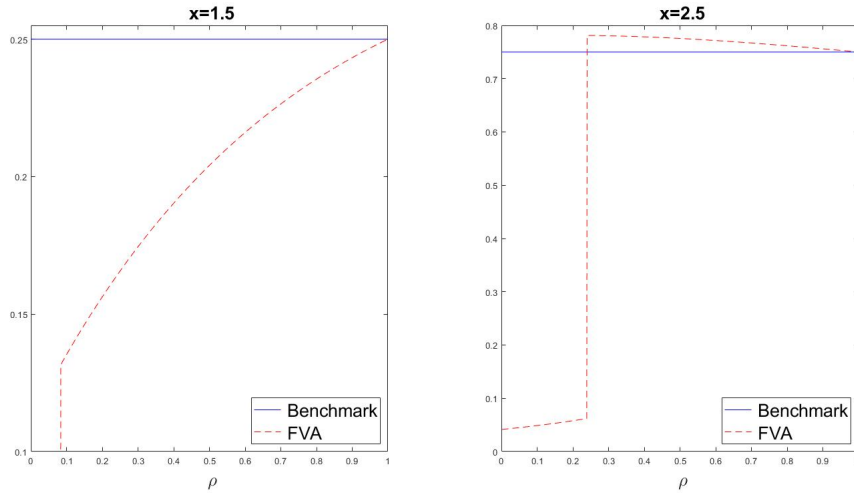 x=1.5
0.25
0.2
0.15
0.1
0 0.1 0.2 0.3 0.4 0.5 0.6 0.7 0.8 0.9 1
ρ
Benchmark
FVA
x=2.5
0.8
0.7
0.6
0.5
0.4
0.3
0.2
0.1
0
0 0.1 0.2 0.3 0.4 0.5 0.6 0.7 0.8 0.9
ρ
Benchmark
FVA